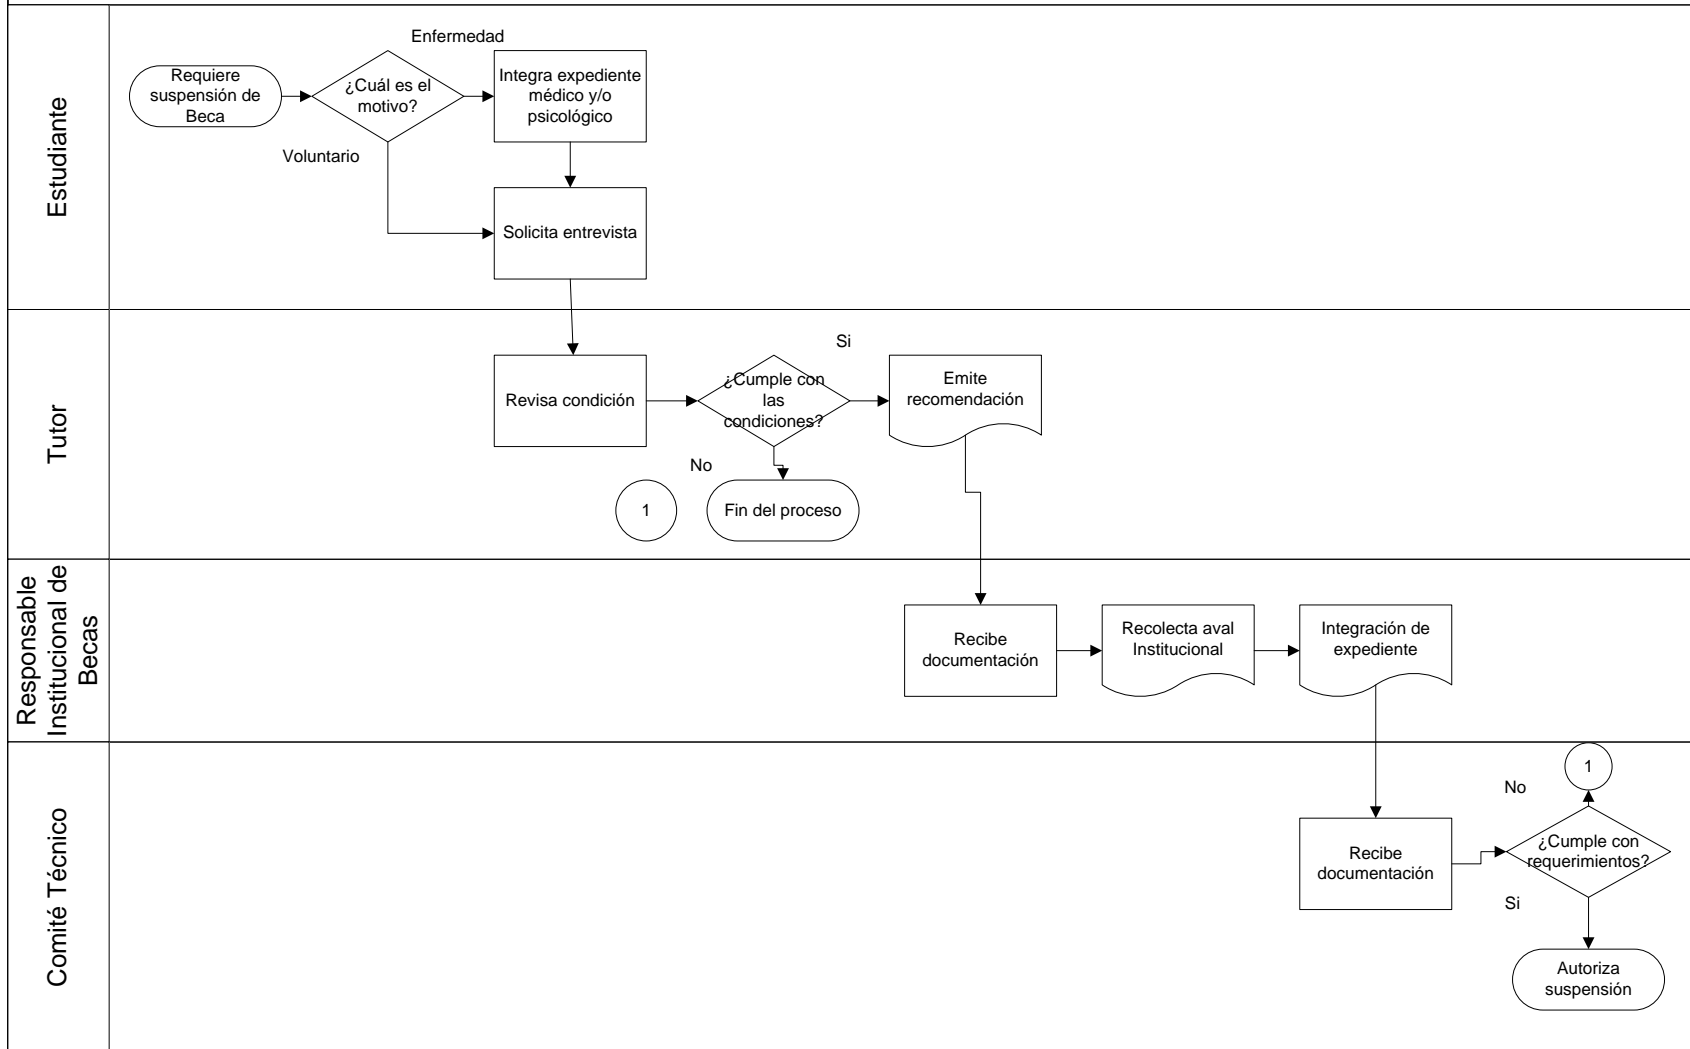 Estudiante
Requiere
suspensión de
Beca
¿Cuál es el
motivo?
Enfermedad
Voluntario
Integra expediente
médico y/o
psicológico
Solicita entrevista
Tutor
Revisa condición
¿Cumple con
las
condiciones?
Si
No
Emite
recomendación
1
Fin del proceso
Responsable
Institucional de
Becas
Recibe
documentación
Recolecta aval
Institucional
Integración de
expediente
Comité Técnico
Recibe
documentación
¿Cumple con
requerimientos?
No
1
Si
Autoriza
suspensión